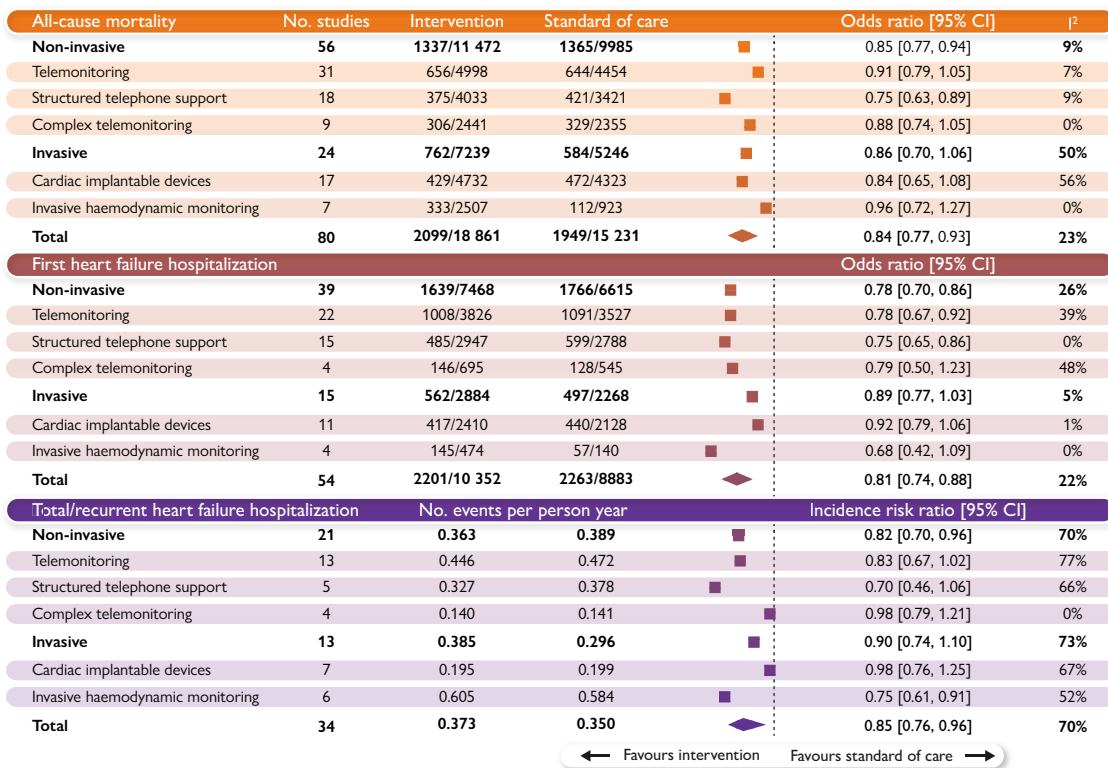 All-cause mortality No. studies Intervention Standard of care Odds ratio [95% CI] I²
Non-invasive 56 1337/11 472 1365/9985 0.85 [0.77, 0.94] 9%
Telemonitoring 31 656/4998 644/4454 0.91 [0.79, 1.05] 7%
Structured telephone support 18 375/4033 421/3421 0.75 [0.63, 0.89] 9%
Complex telemonitoring 9 306/2441 329/2355 0.88 [0.74, 1.05] 0%
Invasive 24 762/7239 584/5246 0.86 [0.70, 1.06] 50%
Cardiac implantable devices 17 429/4732 472/4323 0.84 [0.65, 1.08] 56%
Invasive haemodynamic monitoring 7 333/2507 112/923 0.96 [0.72, 1.27] 0%
Total 80 2099/18 861 1949/15 231 0.84 [0.77, 0.93] 23%
First heart failure hospitalization Odds ratio [95% CI]
Non-invasive 39 1639/7468 1766/6615 0.78 [0.70, 0.86] 26%
Telemonitoring 22 1008/3826 1091/3527 0.78 [0.67, 0.92] 39%
Structured telephone support 15 485/2947 599/2788 0.75 [0.65, 0.86] 0%
Complex telemonitoring 4 146/695 128/545 0.79 [0.50, 1.23] 48%
Invasive 15 562/2884 497/2268 0.89 [0.77, 1.03] 5%
Cardiac implantable devices 11 417/2410 440/2128 0.92 [0.79, 1.06] 1%
Invasive haemodynamic monitoring 4 145/474 57/140 0.68 [0.42, 1.09] 0%
Total 54 2201/10 352 2263/8883 0.81 [0.74, 0.88] 22%
Total/recurrent heart failure hospitalization No. events per person year Incidence risk ratio [95% CI]
Non-invasive 21 0.363 0.389 0.82 [0.70, 0.96] 70%
Telemonitoring 13 0.446 0.472 0.83 [0.67, 1.02] 77%
Structured telephone support 5 0.327 0.378 0.70 [0.46, 1.06] 66%
Complex telemonitoring 4 0.140 0.141 0.98 [0.79, 1.21] 0%
Invasive 13 0.385 0.296 0.90 [0.74, 1.10] 73%
Cardiac implantable devices 7 0.195 0.199 0.98 [0.76, 1.25] 67%
Invasive haemodynamic monitoring 6 0.605 0.584 0.75 [0.61, 0.91] 52%
Total 34 0.373 0.350 0.85 [0.76, 0.96] 70%
← Favours intervention Favours standard of care →